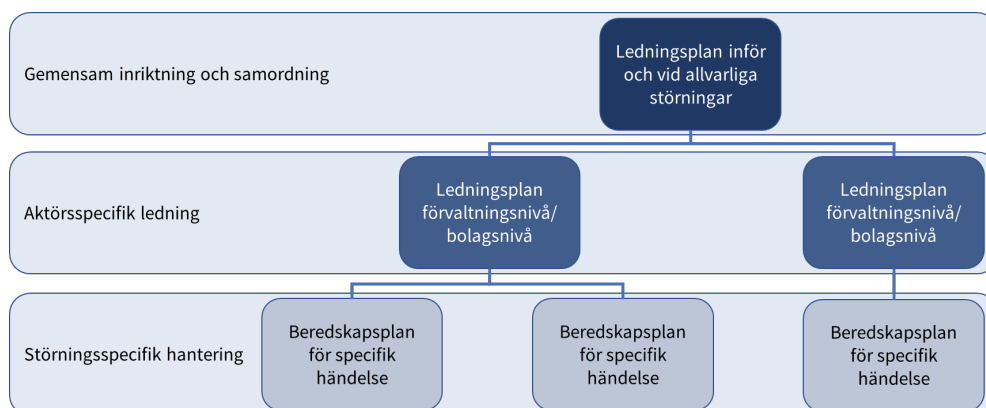 Gemensam inriktning och samordning
Ledningsplan inför
och vid allvarliga
störningar
Aktörsspecifik ledning
Ledningsplan
förvaltningsnivå/
bolagsnivå
Ledningsplan
förvaltningsnivå/
bolagsnivå
Störningsspecifik hantering
Beredskapsplan
för specifik
händelse
Beredskapsplan
för specifik
händelse
Beredskapsplan
för specifik
händelse